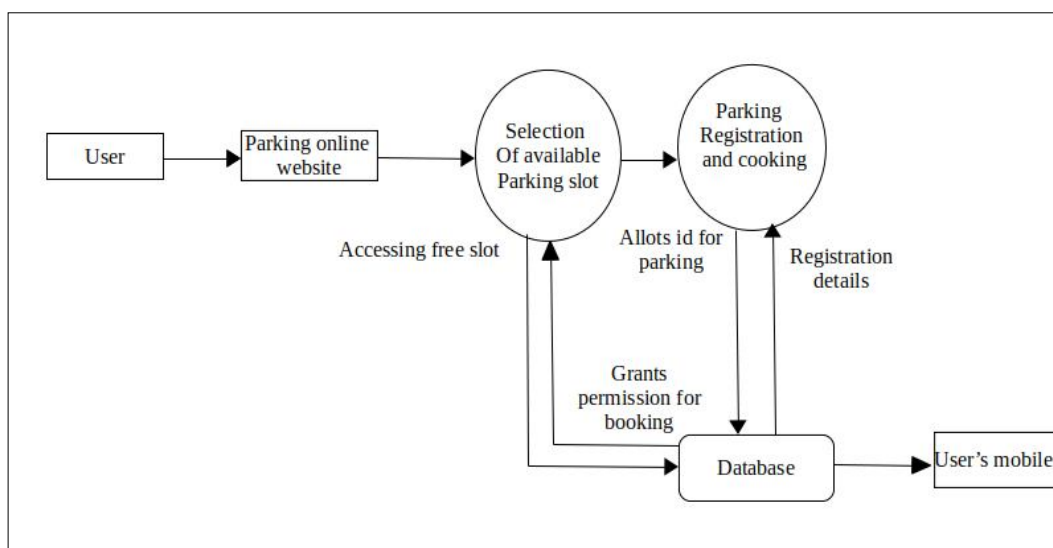 User
Parking online
website
Selection
Of available
Parking slot
Parking
Registration
and cooking
Accessing free slot
Allots id for
parking
Registration
details
Grants
permission for
booking
Database
User’s mobile